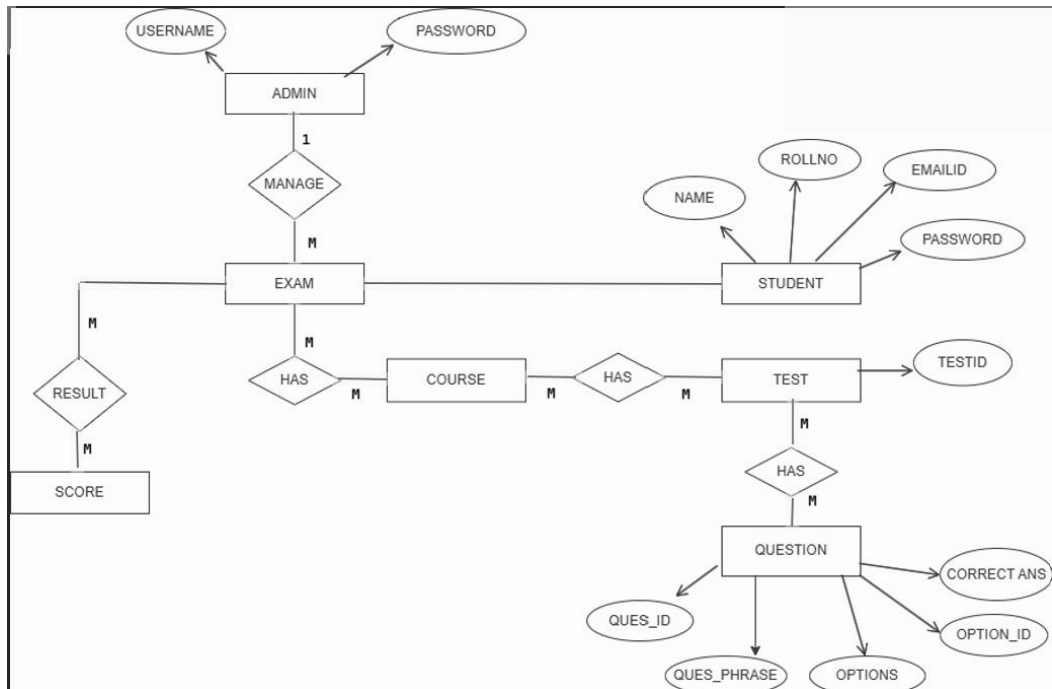 USERNAME
PASSWORD
ADMIN
1
MANAGE
M
ROLLNO
EMAILID
NAME
PASSWORD
EXAM
STUDENT
M
M
RESULT
HAS
M
COURSE
M
HAS
M
TEST
TESTID
M
M
SCORE
HAS
M
QUESTION
CORRECT ANS
QUES_ID
OPTION_ID
QUES_PHRASE
OPTIONS